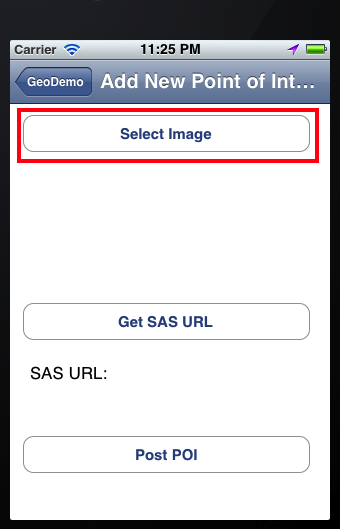 Carrier 11:25 PM
GeoDemo Add New Point of Int...
Select Image
Get SAS URL
SAS URL:
Post POI